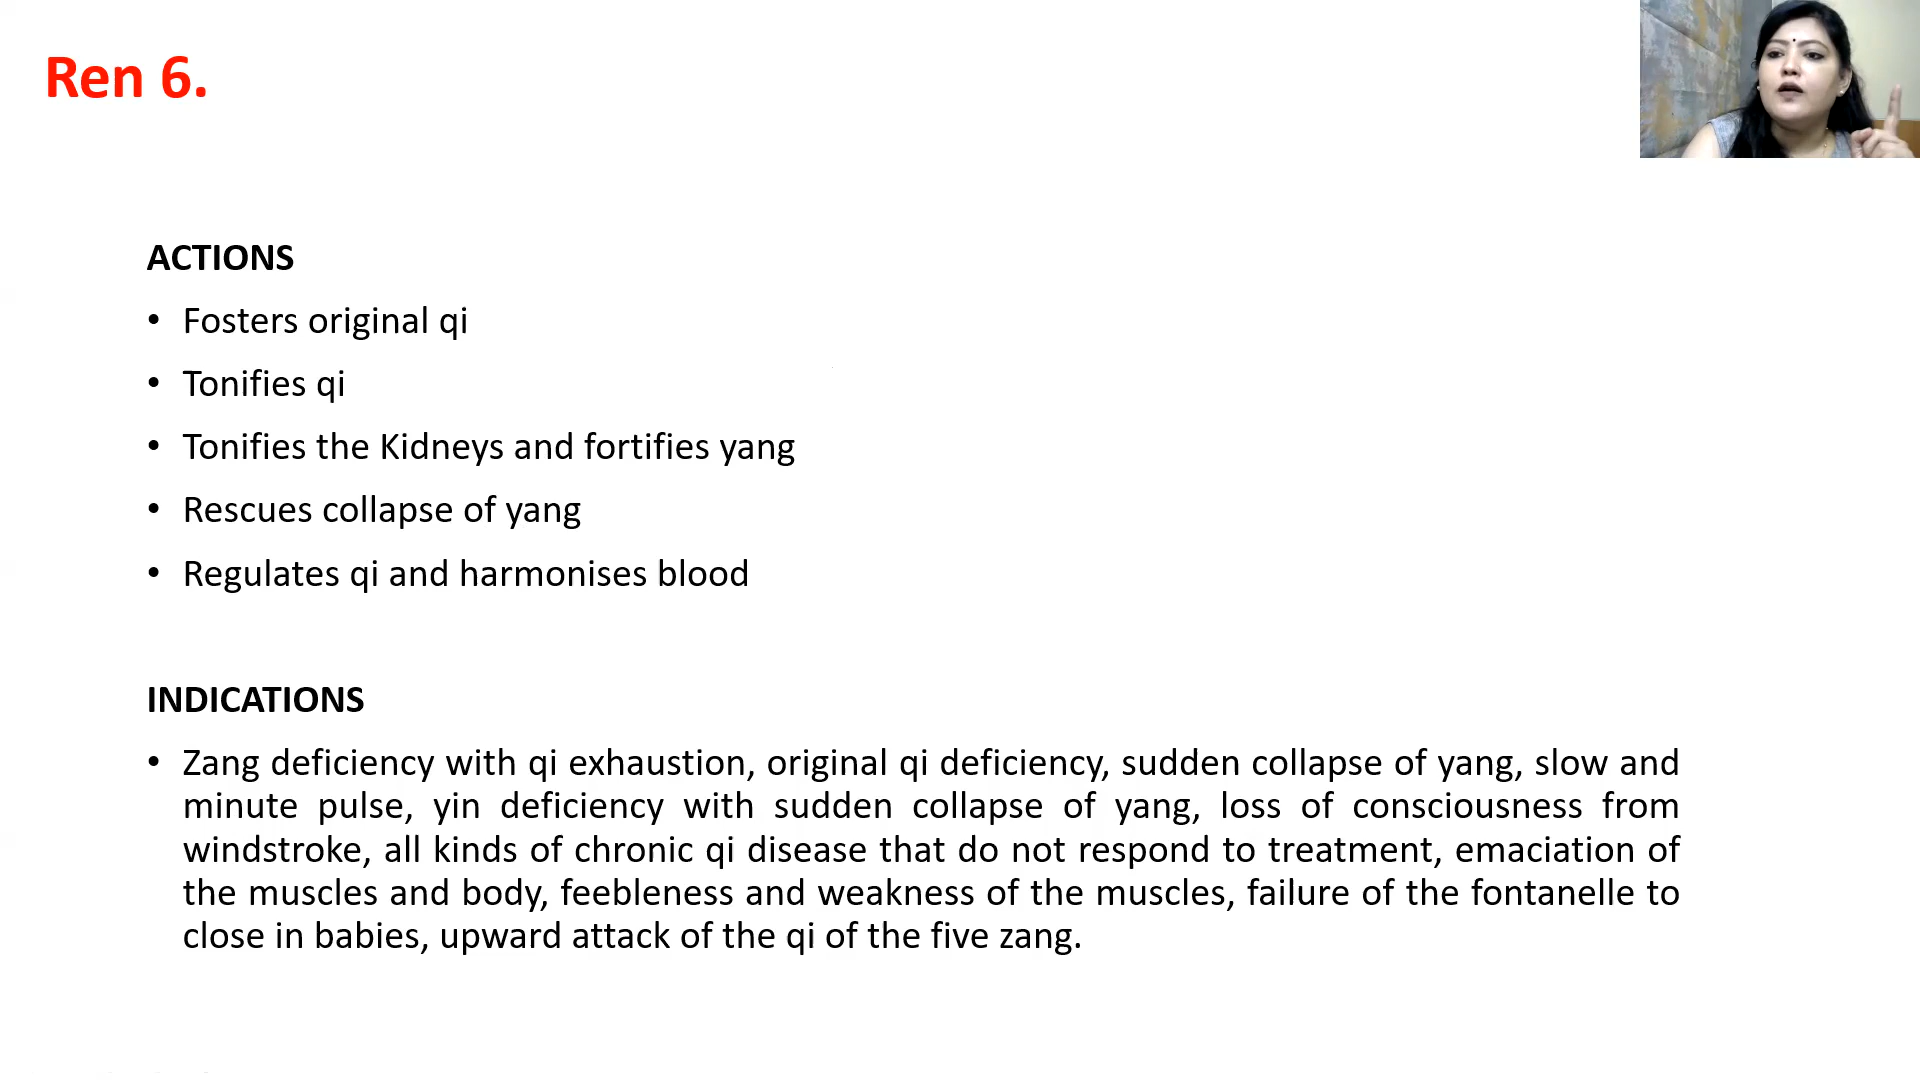 Ren 6.
ACTIONS
• Fosters original qi
• Tonifies qi
• Tonifies the Kidneys and fortifies yang
• Rescues collapse of yang
• Regulates qi and harmonises blood
INDICATIONS
• Zang deficiency with qi exhaustion, original qi deficiency, sudden collapse of yang, slow and
minute pulse, yin deficiency with sudden collapse of yang, loss of consciousness from
windstroke, all kinds of chronic qi disease that do not respond to treatment, emaciation of
the muscles and body, feebleness and weakness of the muscles, failure of the fontanelle to
close in babies, upward attack of the qi of the five zang.